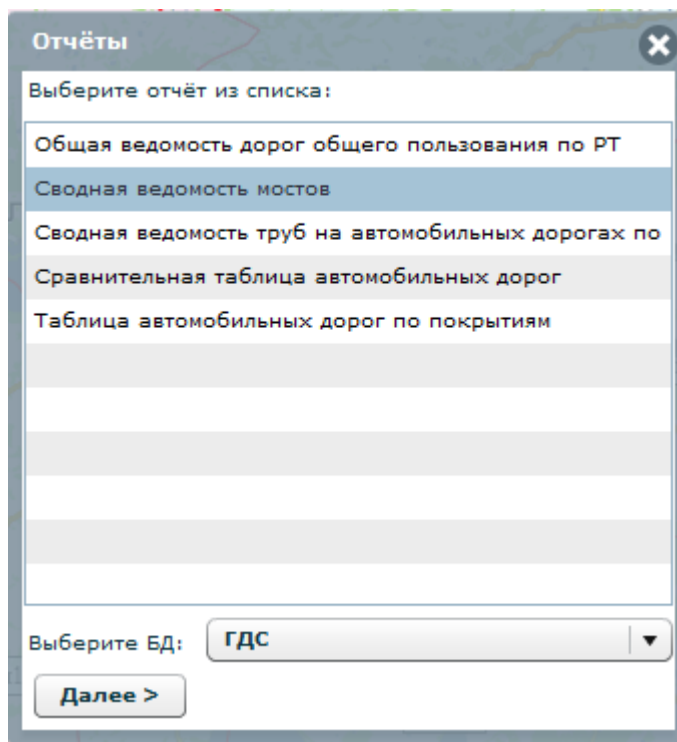 Отчёты
Выберите отчёт из списка:
Общая ведомость дорог общего пользования по РТ
Сводная ведомость мостов
Сводная ведомость труб на автомобильных дорогах по
Сравнительная таблица автомобильных дорог
Таблица автомобильных дорог по покрытиям
Выберите БД:
ГДС
Далее >